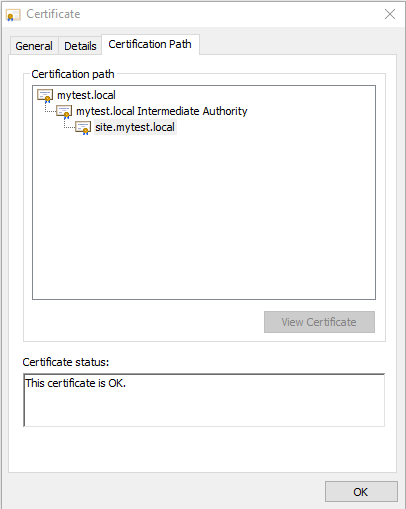 Certificate
General
Details
Certification Path
Certification path
mytest.local
mytest.local Intermediate Authority
site.mytest.local
View Certificate
Certificate status:
This certificate is OK.
OK